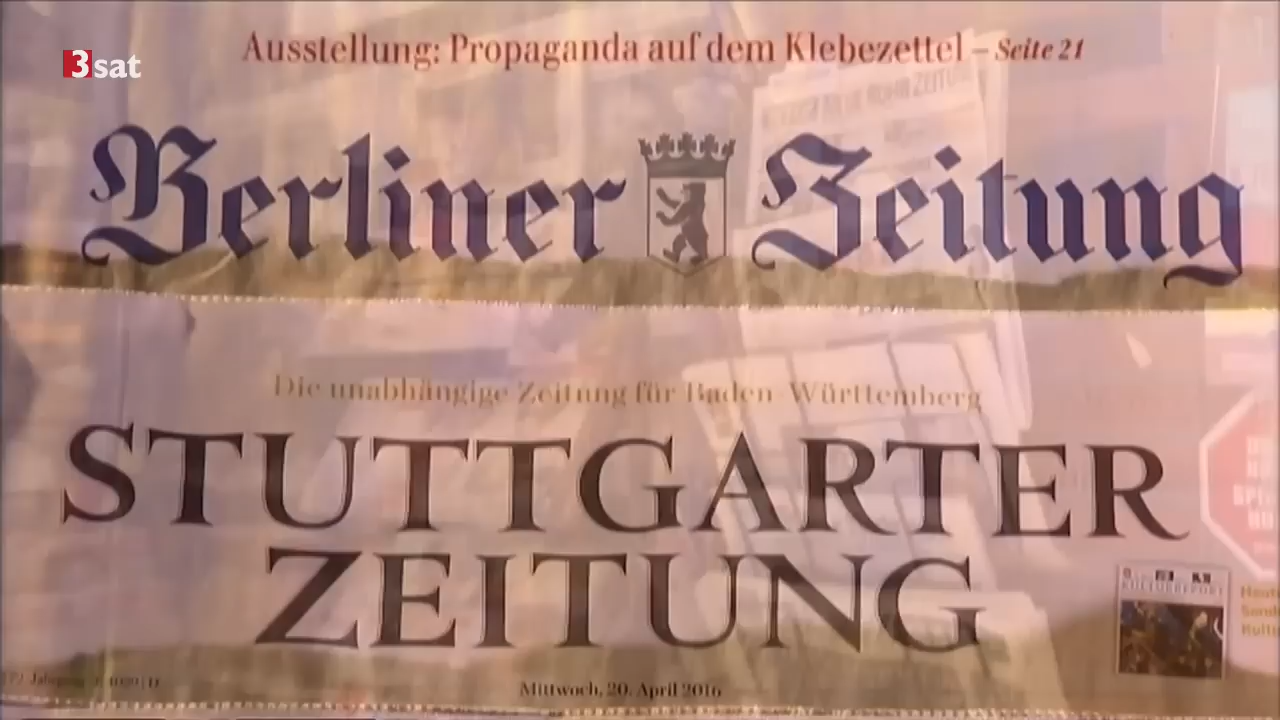 3sat
Ausstellung: Propaganda auf dem Klebezettel – Seite 21
Berliner Zeitung
Die unabhängige Zeitung für Baden-Württemberg
STUTTGARTER
ZEITUNG
Mittwoch, 20. April 2016